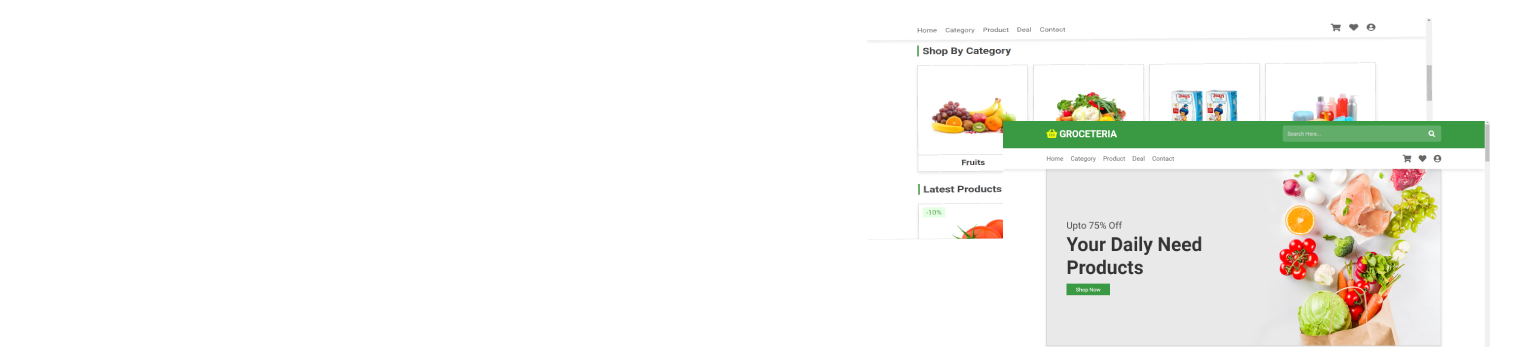 Home Category Product Deal Contact
Shop By Category
Fruits
Latest Products
-10%
GROCETERIA
Search Here...
Home Category Product Deal Contact
Upto 75% Off
Your Daily Need
Products
Shop Now